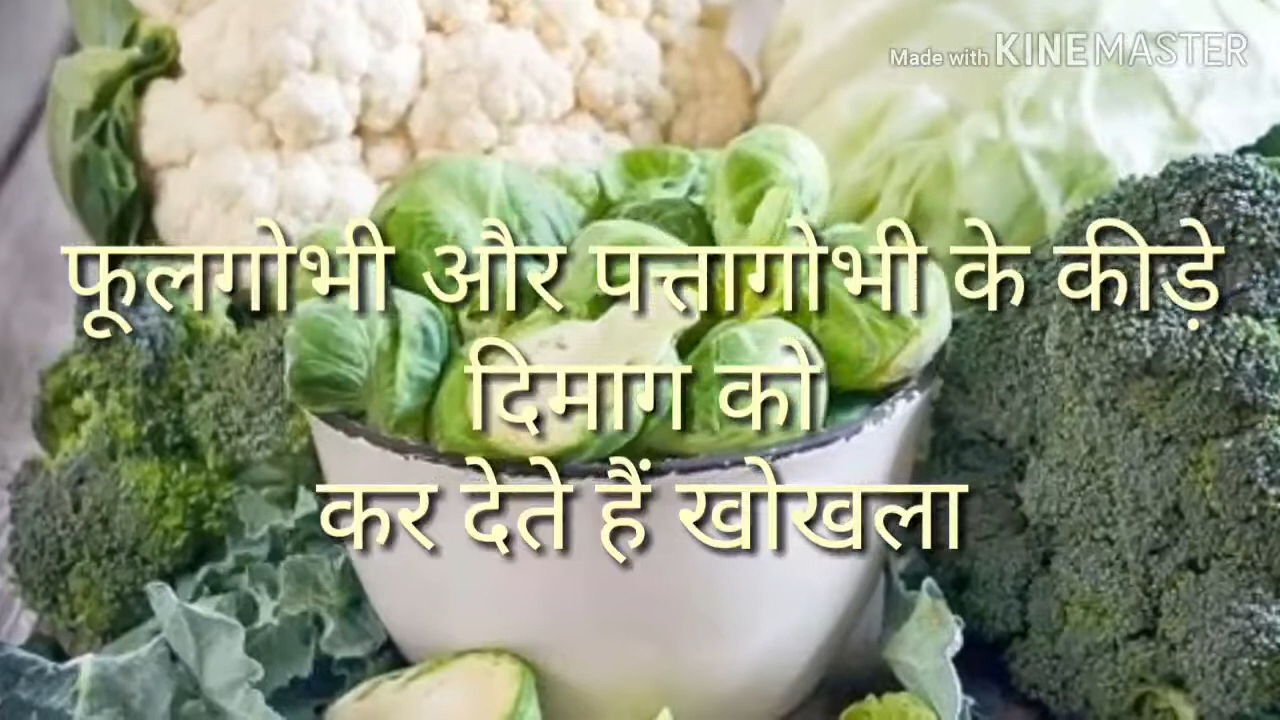 Made with KINEMASTER
फूलगोभी और पत्तागोभी के कीड़े
दिमाग को
कर देते हैं खोखला